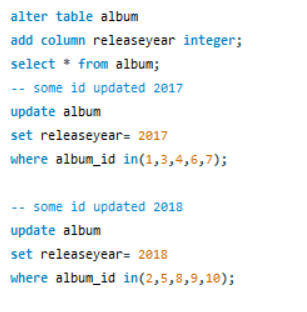 alter table album
add column releaseyear integer;
select * from album;
-- some id updated 2017
update album
set releaseyear= 2017
where album_id in(1,3,4,6,7);
-- some id updated 2018
update album
set releaseyear= 2018
where album_id in(2,5,8,9,10);